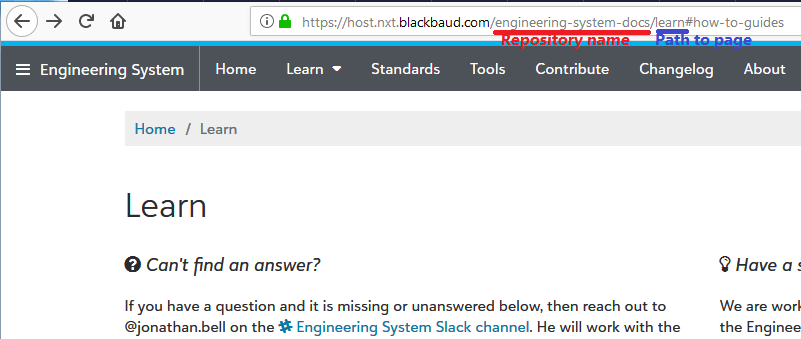 https://host.nxt.blackbaud.com/engineering-system-docs/learn#how-to-guides
Repository name Path to page
Engineering System Home Learn Standards Tools Contribute Changelog About
Home / Learn
Learn
Can't find an answer? Have a s
If you have a question and it is missing or unanswered below, then reach out to We are work
@jonathan.bell on the Engineering System Slack channel. He will work with the the Enginee